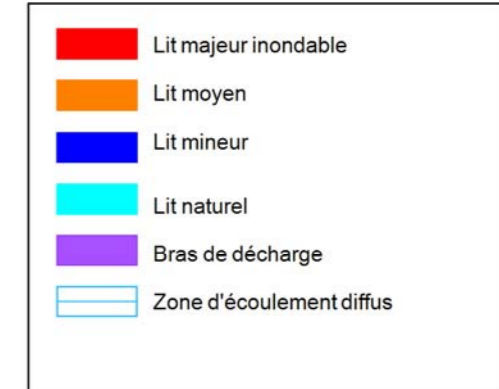 Lit majeur inondable
Lit moyen
Lit mineur
Lit naturel
Bras de décharge
Zone d'écoulement diffus